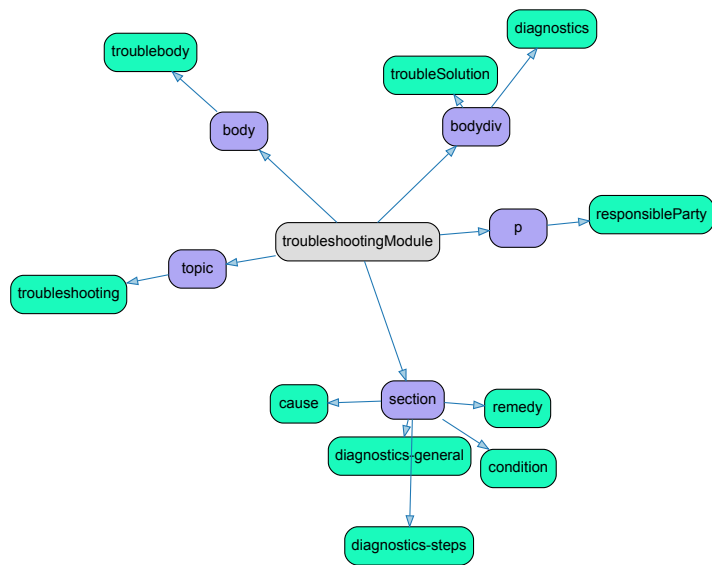 diagnostics
troublebody
troubleSolution
bodydiv
body
responsibleParty
p
troubleshootingModule
topic
troubleshooting
section
cause
remedy
diagnostics-general
condition
diagnostics-steps